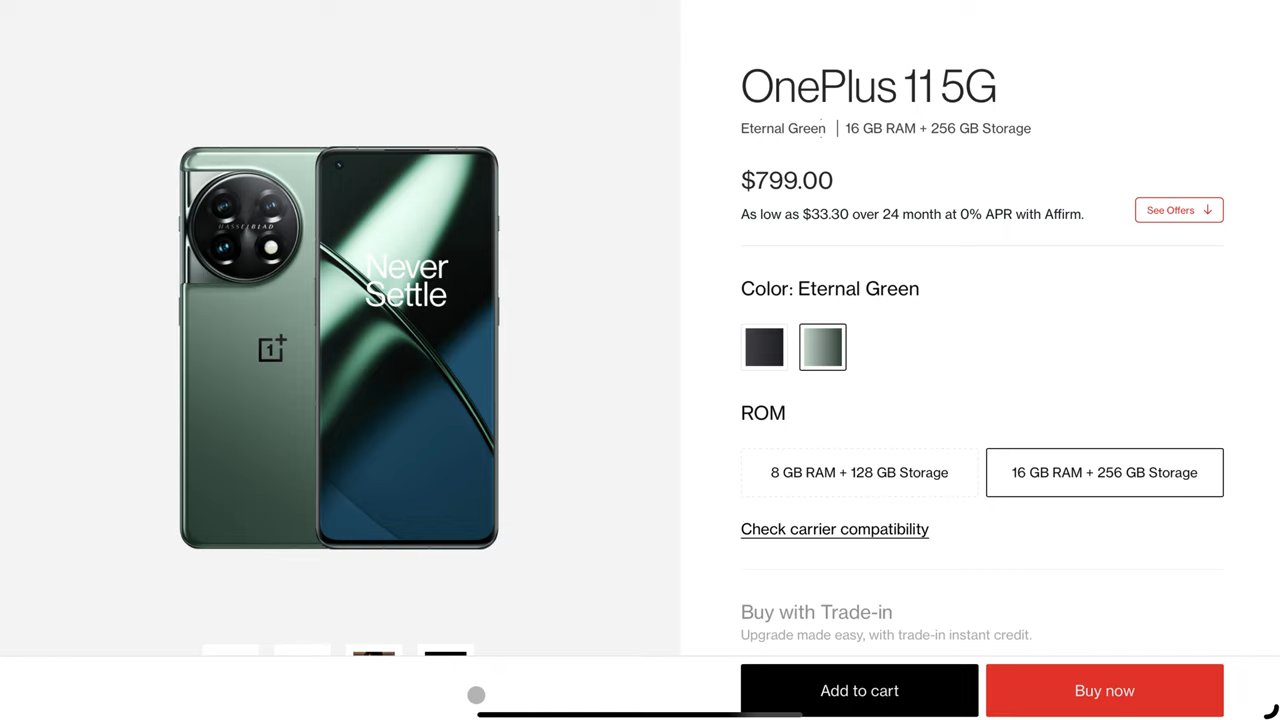 HASSELBLAD
Never
Settle
1+
OnePlus 11 5G
Eternal Green | 16 GB RAM + 256 GB Storage
$799.00
As low as $33.30 over 24 month at 0% APR with Affirm.
See Offers ↓
Color: Eternal Green
ROM
8 GB RAM + 128 GB Storage
16 GB RAM + 256 GB Storage
Check carrier compatibility
Buy with Trade-in
Upgrade made easy, with trade-in instant credit.
Add to cart
Buy now